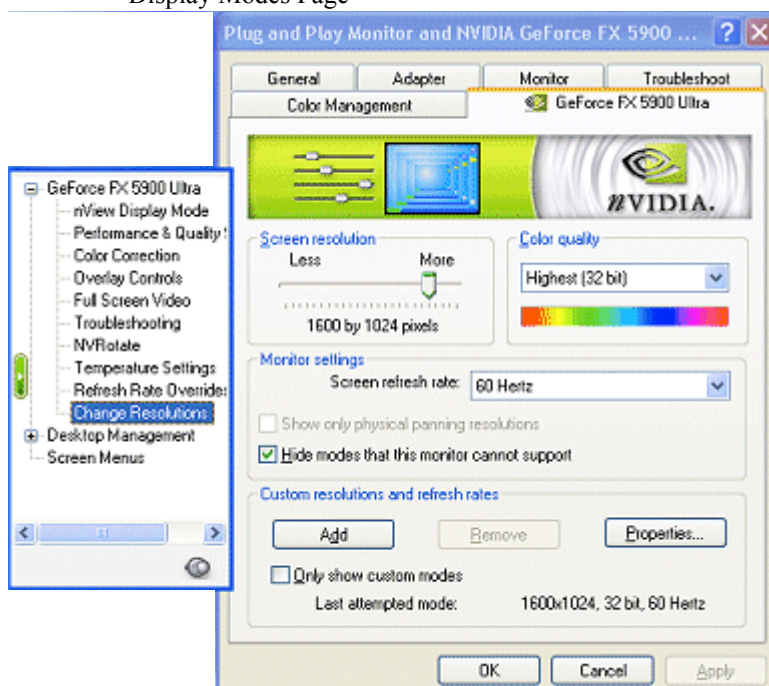 Display Modes Page
Plug and Play Monitor and NVIDIA GeForce FX 5900 ...
General Adapter Monitor Troubleshoot
Color Management GeForce FX 5900 Ultra
nVIDIA.
GeForce FX 5900 Ultra
nView Display Mode
Performance & Quality
Color Correction
Overlay Controls
Full Screen Video
Troubleshooting
NVRotate
Temperature Settings
Refresh Rate Overrides
Change Resolutions
Desktop Management
Screen Menus
Screen resolution
Less More
1600 by 1024 pixels
Color quality
Highest (32 bit)
Monitor settings
Screen refresh rate: 60 Hertz
Show only physical panning resolutions
Hide modes that this monitor cannot support
Custom resolutions and refresh rates
Add Remove Properties...
Only show custom modes
Last attempted mode: 1600x1024, 32 bit, 60 Hertz
OK Cancel Apply